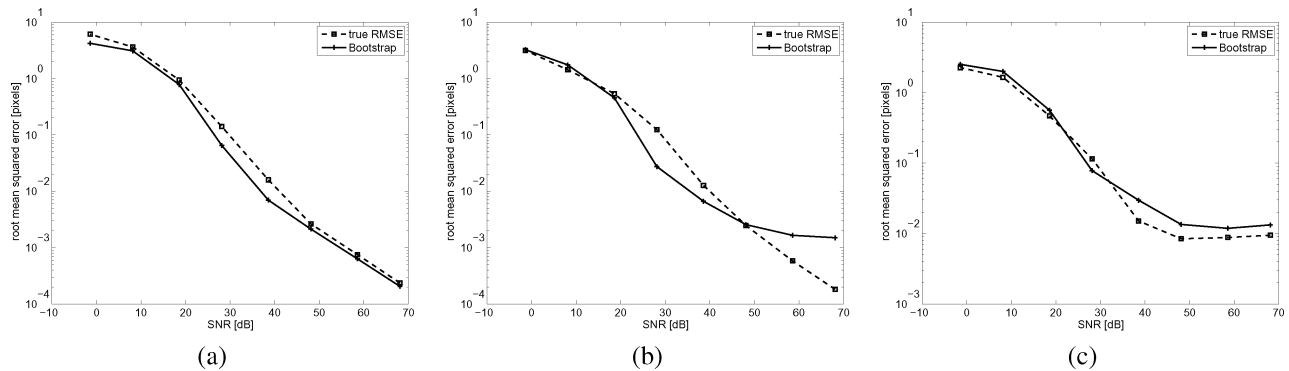 10^1
10^0
10^−1
10^−2
10^−3
10^−4
root mean squared error [pixels]
−10 0 10 20 30 40 50 60 70
SNR [dB]
true RMSE
Bootstrap
(a)
10^1
10^0
10^−1
10^−2
10^−3
10^−4
root mean squared error [pixels]
−10 0 10 20 30 40 50 60 70
SNR [dB]
true RMSE
Bootstrap
(b)
10^1
10^0
10^−1
10^−2
10^−3
root mean squared error [pixels]
−10 0 10 20 30 40 50 60 70
SNR [dB]
true RMSE
Bootstrap
(c)